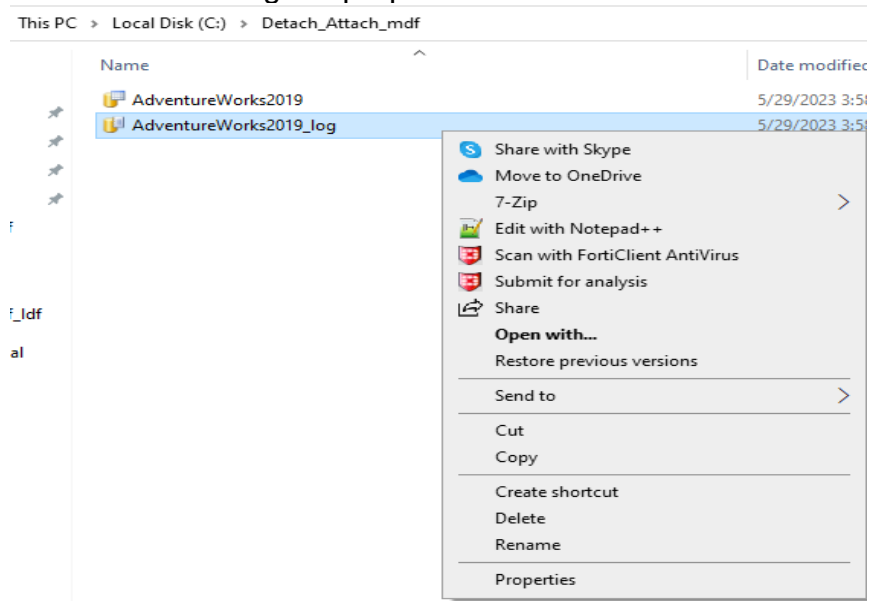 This PC > Local Disk (C:) > Detach_Attach_mdf
Name
Date modified
AdventureWorks2019
5/29/2023 3:58
AdventureWorks2019_log
5/29/2023 3:58
Share with Skype
Move to OneDrive
7-Zip
Edit with Notepad++
Scan with FortiClient AntiVirus
Submit for analysis
Share
Open with...
Restore previous versions
Send to
Cut
Copy
Create shortcut
Delete
Rename
Properties
f
f_ldf
al